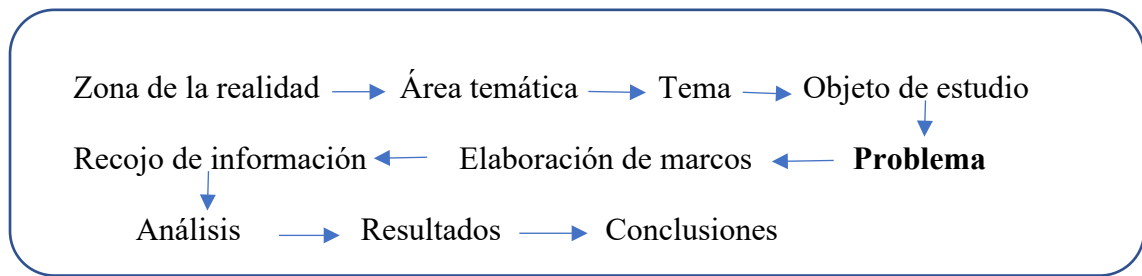 Zona de la realidad Área temática Tema Objeto de estudio
Recojo de información Elaboración de marcos Problema
Análisis Resultados Conclusiones